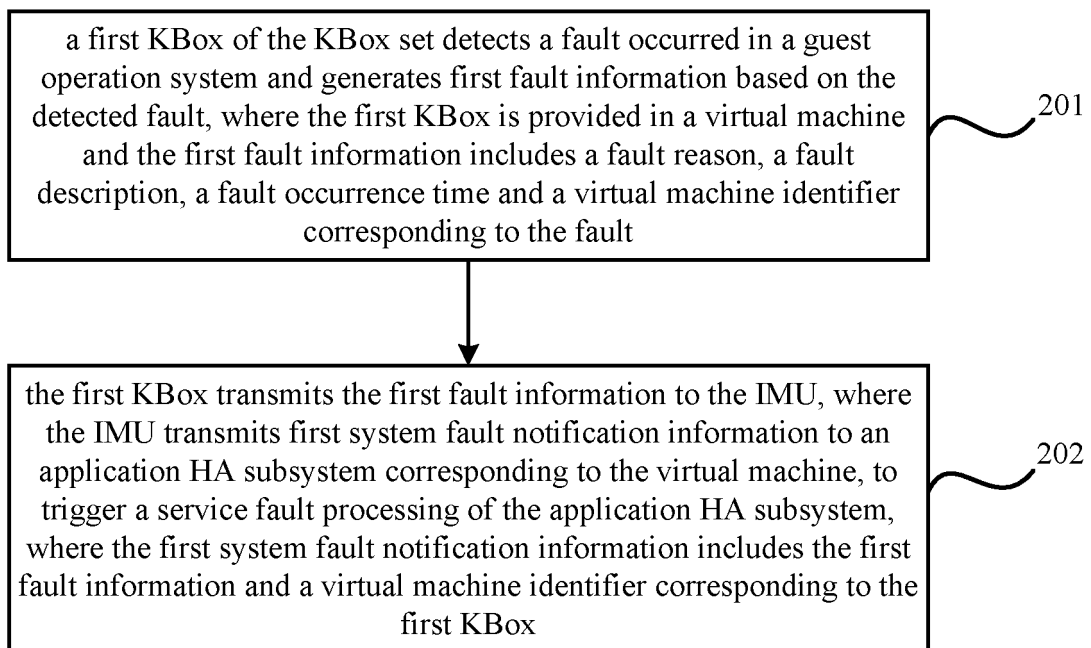 a first KBox of the KBox set detects a fault occurred in a guest
operation system and generates first fault information based on the
detected fault, where the first KBox is provided in a virtual machine
and the first fault information includes a fault reason, a fault
description, a fault occurrence time and a virtual machine identifier
corresponding to the fault
201
the first KBox transmits the first fault information to the IMU, where
the IMU transmits first system fault notification information to an
application HA subsystem corresponding to the virtual machine, to
trigger a service fault processing of the application HA subsystem,
where the first system fault notification information includes the first
fault information and a virtual machine identifier corresponding to the
first KBox
202